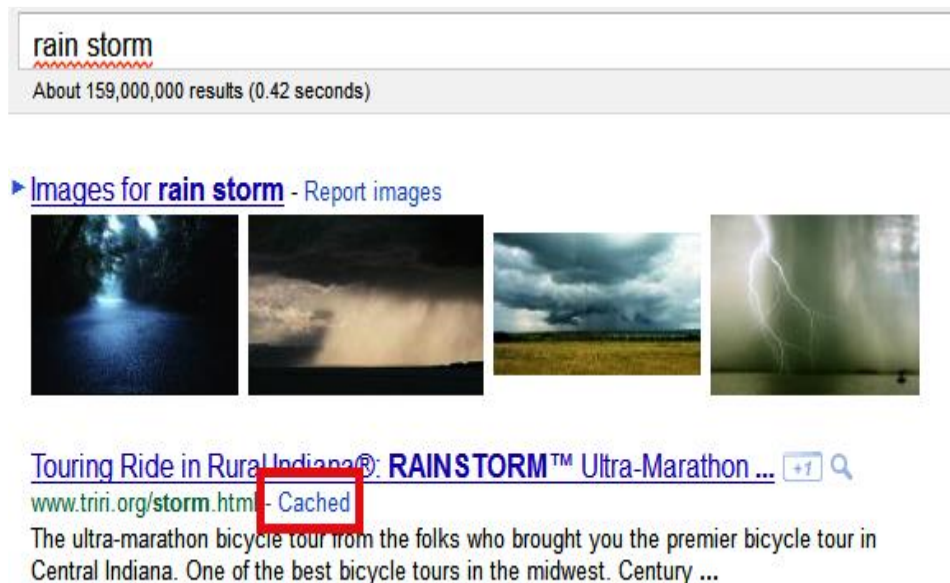 rain storm
About 159,000,000 results (0.42 seconds)
Images for rain storm - Report images
Touring Ride in Rural Indiana®: RAINSTORM™ Ultra-Marathon ... +1
www.triri.org/storm.html - Cached
The ultra-marathon bicycle tour from the folks who brought you the premier bicycle tour in
Central Indiana. One of the best bicycle tours in the midwest. Century ...